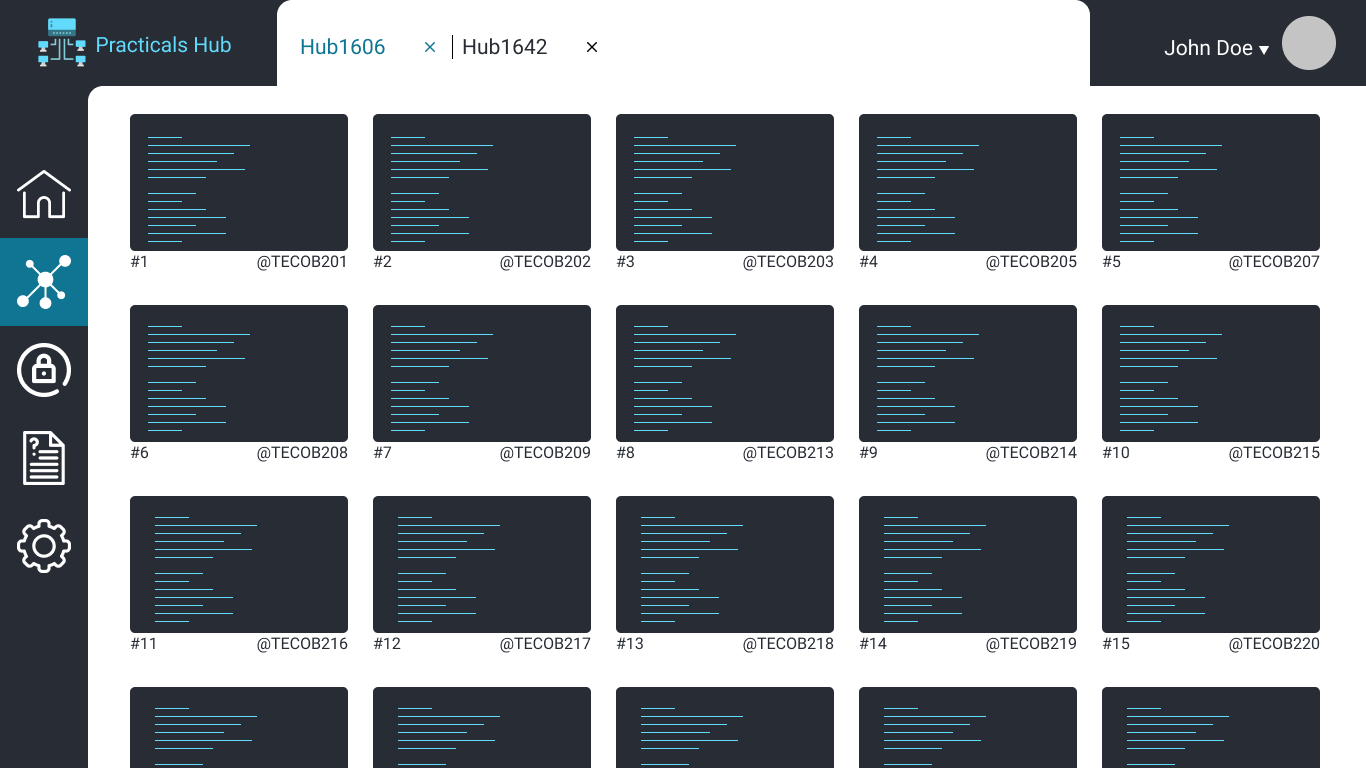 Practicals Hub
Hub1606 × Hub1642 ×
John Doe ▾
#1 @TECOB201 #2 @TECOB202 #3 @TECOB203 #4 @TECOB205 #5 @TECOB207
#6 @TECOB208 #7 @TECOB209 #8 @TECOB213 #9 @TECOB214 #10 @TECOB215
#11 @TECOB216 #12 @TECOB217 #13 @TECOB218 #14 @TECOB219 #15 @TECOB220